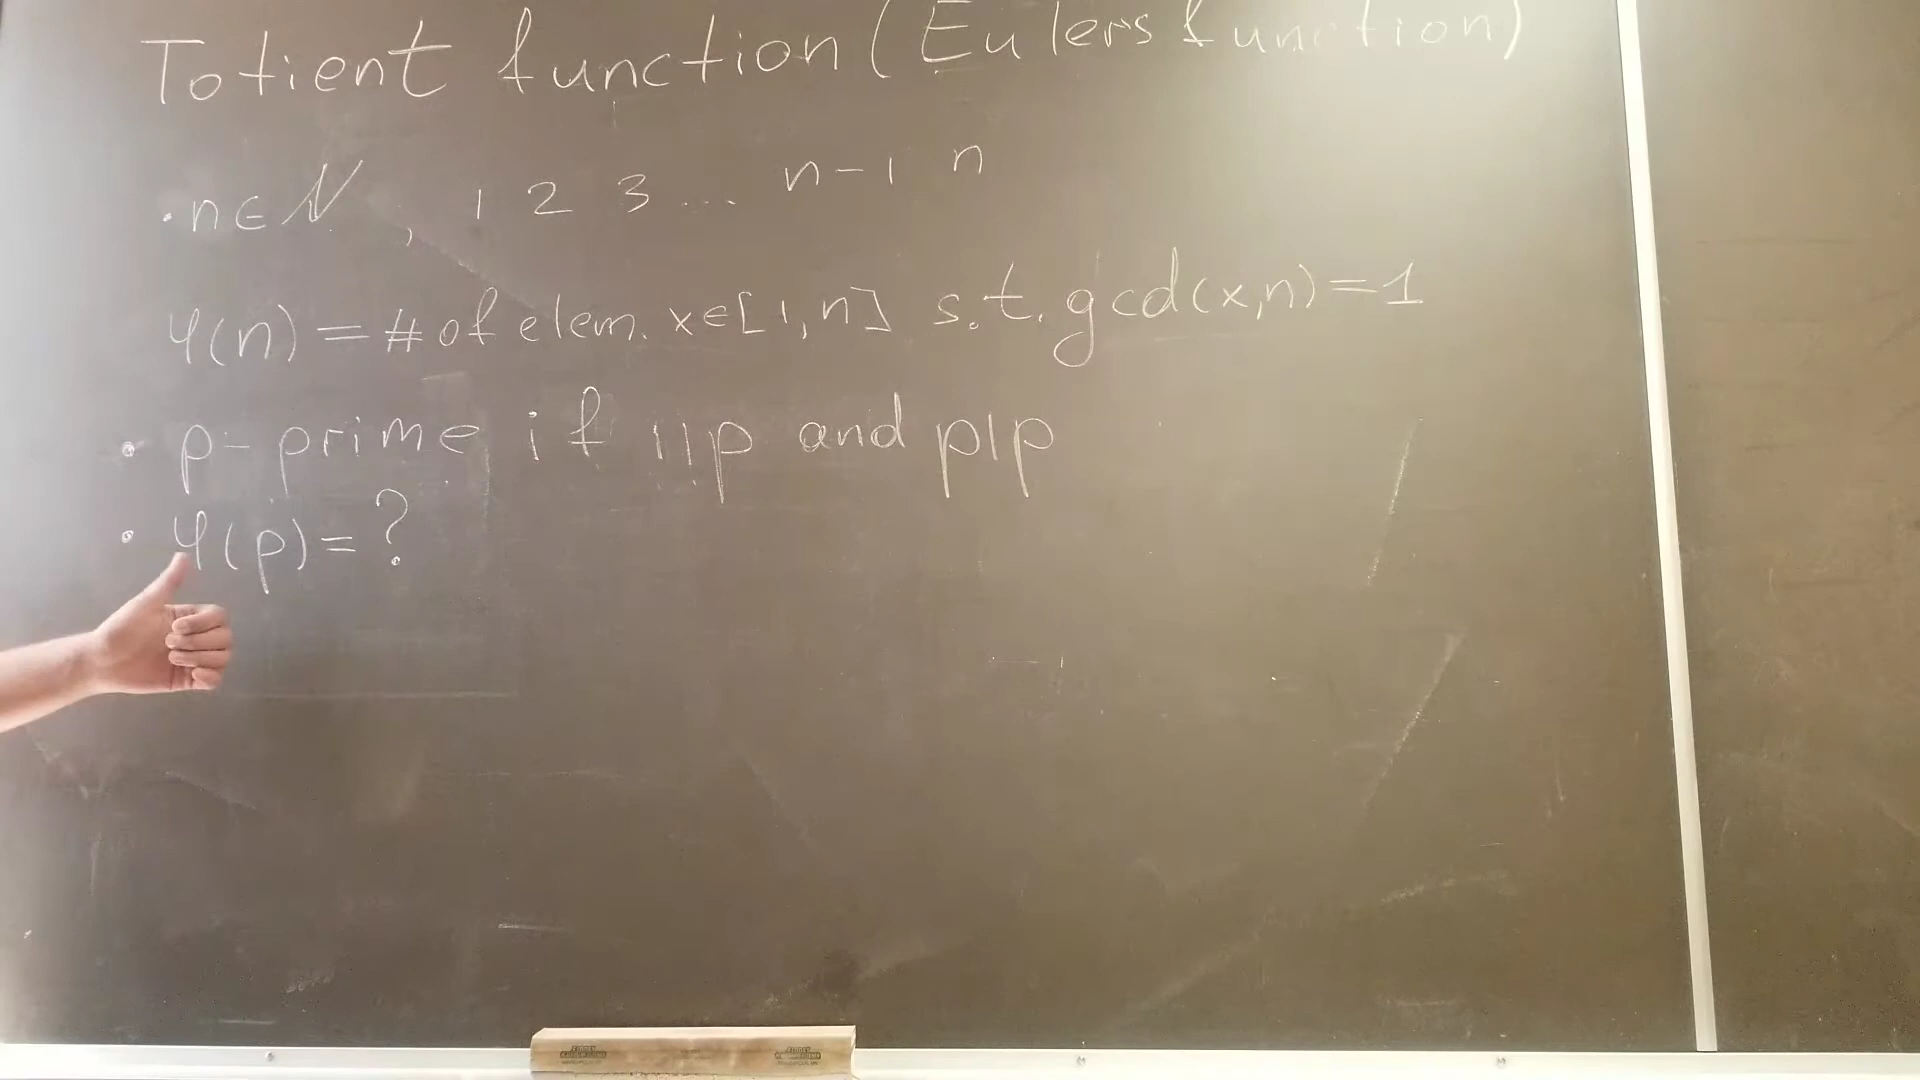 Totient function (Eulers function)
• n ∈ N , 1 2 3 ... n-1 n
φ(n) = # of elem. x∈[1,n] s.t. gcd(x,n)=1
• p-prime if 1|p and p|p
• φ(p)=?